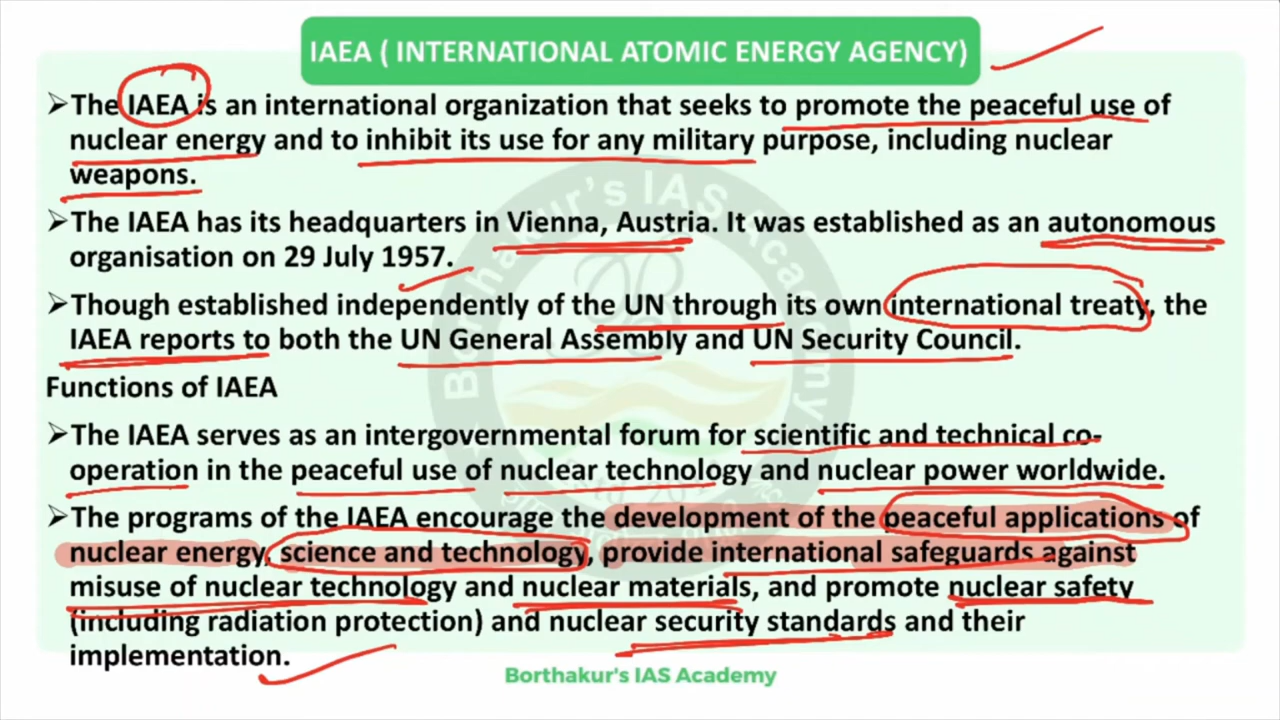 IAEA ( INTERNATIONAL ATOMIC ENERGY AGENCY)
➢The IAEA is an international organization that seeks to promote the peaceful use of
nuclear energy and to inhibit its use for any military purpose, including nuclear
weapons.
➢The IAEA has its headquarters in Vienna, Austria. It was established as an autonomous
organisation on 29 July 1957.
➢Though established independently of the UN through its own international treaty, the
IAEA reports to both the UN General Assembly and UN Security Council.
Functions of IAEA
➢The IAEA serves as an intergovernmental forum for scientific and technical co-
operation in the peaceful use of nuclear technology and nuclear power worldwide.
➢The programs of the IAEA encourage the development of the peaceful applications of
nuclear energy, science and technology, provide international safeguards against
misuse of nuclear technology and nuclear materials, and promote nuclear safety
(including radiation protection) and nuclear security standards and their
implementation.
Borthakur's IAS Academy
Borthakur's IAS Academy